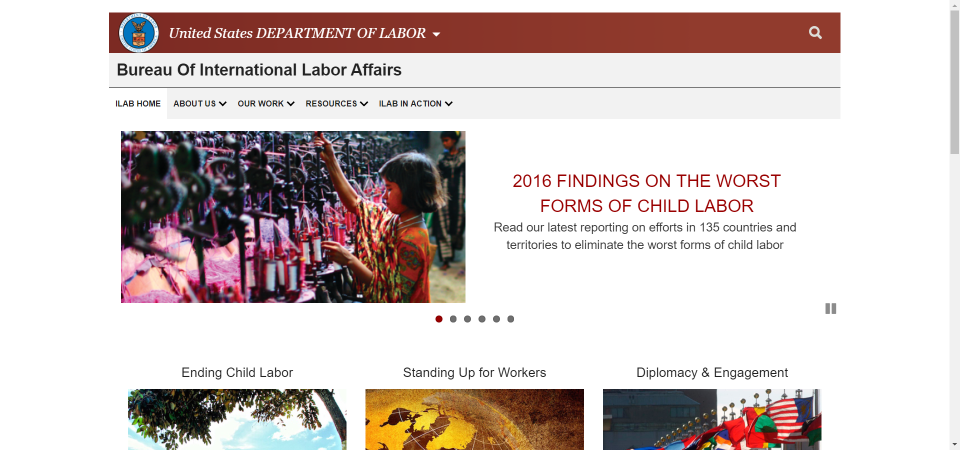 United States DEPARTMENT OF LABOR
Bureau Of International Labor Affairs
ILAB HOME ABOUT US OUR WORK RESOURCES ILAB IN ACTION
2016 FINDINGS ON THE WORST
FORMS OF CHILD LABOR
Read our latest reporting on efforts in 135 countries and
territories to eliminate the worst forms of child labor
Ending Child Labor Standing Up for Workers Diplomacy & Engagement